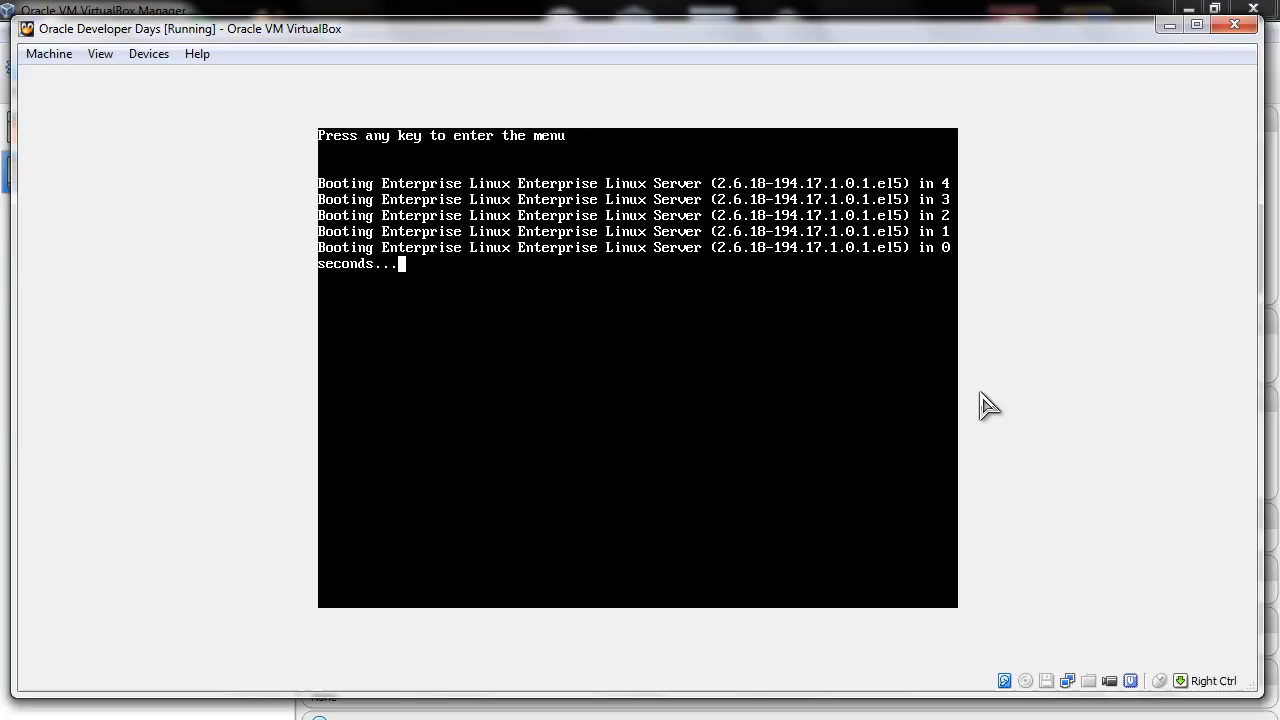 Oracle VM VirtualBox Manager
Oracle Developer Days [Running] - Oracle VM VirtualBox
Machine View Devices Help
Press any key to enter the menu
Booting Enterprise Linux Enterprise Linux Server (2.6.18-194.17.1.0.1.el5) in 4
Booting Enterprise Linux Enterprise Linux Server (2.6.18-194.17.1.0.1.el5) in 3
Booting Enterprise Linux Enterprise Linux Server (2.6.18-194.17.1.0.1.el5) in 2
Booting Enterprise Linux Enterprise Linux Server (2.6.18-194.17.1.0.1.el5) in 1
Booting Enterprise Linux Enterprise Linux Server (2.6.18-194.17.1.0.1.el5) in 0
seconds...
Right Ctrl
None